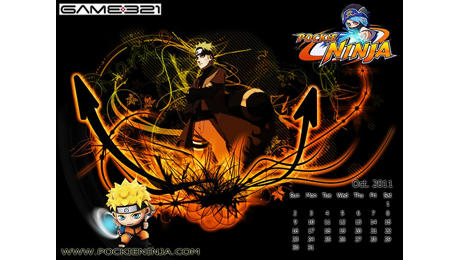 GAME321
POCKIE
NINJA
Oct. 2011
Sun Mon Tue Wed Thu Fri Sat
1
2 3 4 5 6 7 8
9 10 11 12 13 14 15
16 17 18 19 20 21 22
23 24 25 26 27 28 29
30 31
WWW.POCKIENINJA.COM